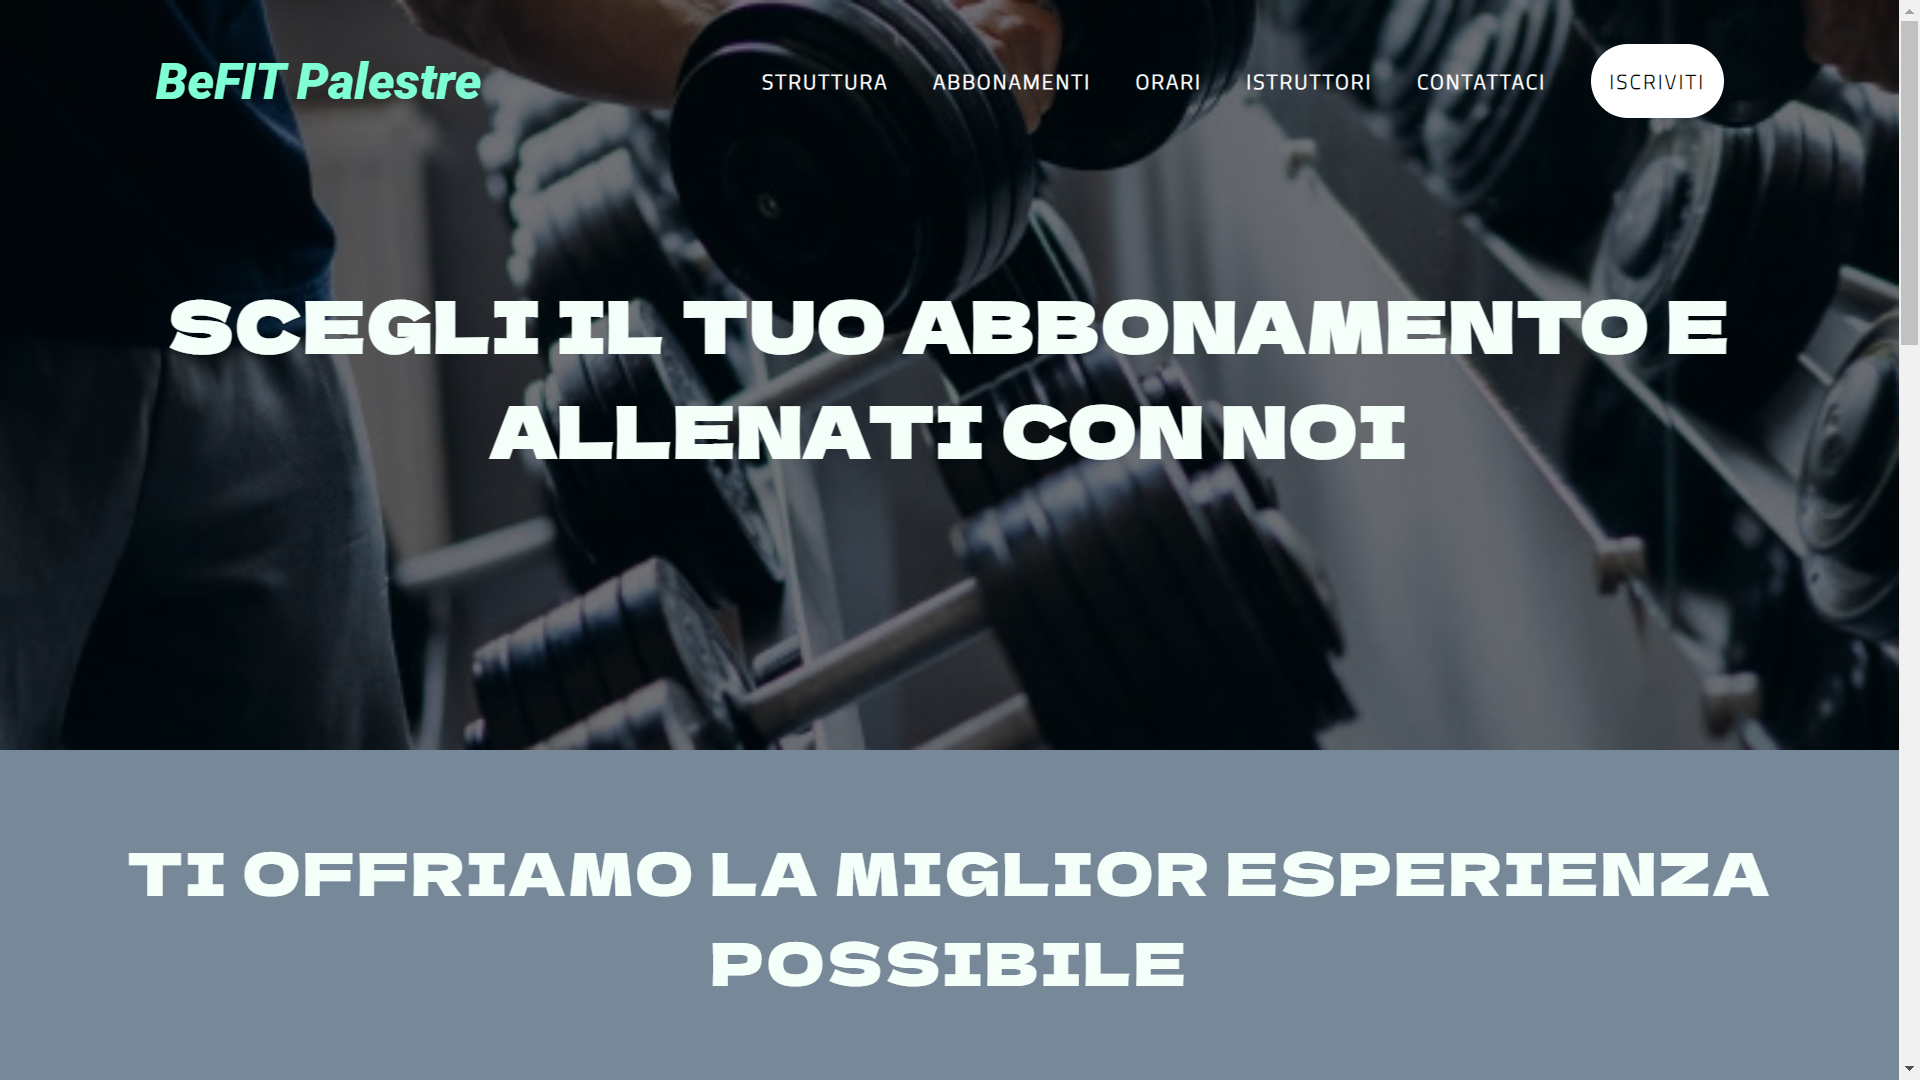 BeFIT Palestre
STRUTTURA ABBONAMENTI ORARI ISTRUTTORI CONTATTACI ISCRIVITI
SCEGLI IL TUO ABBONAMENTO E
ALLENATI CON NOI
TI OFFRIAMO LA MIGLIOR ESPERIENZA
POSSIBILE